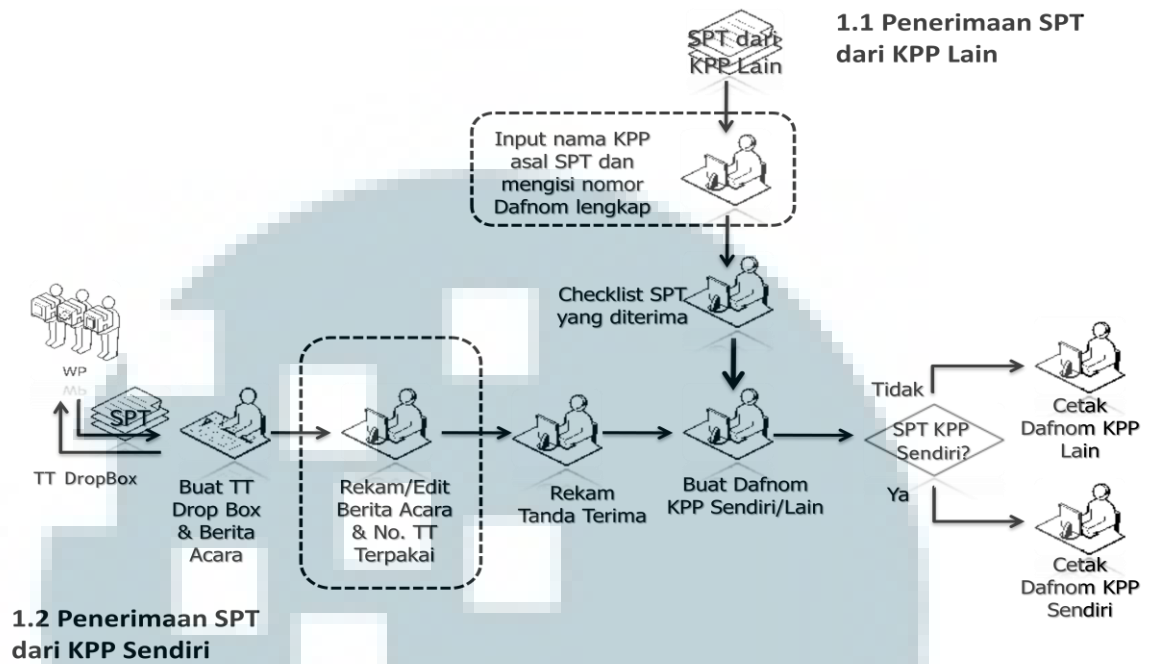 1.1 Penerimaan SPT
dari KPP Lain
SPT dari
KPP Lain
Input nama KPP
asal SPT dan
mengisi nomor
Dafnom lengkap
Checklist SPT
yang diterima
WP
SPT
TT DropBox
Buat TT
Drop Box
& Berita
Acara
Rekam/Edit
Berita Acara
& No. TT
Terpakai
Rekam
Tanda Terima
Buat Dafnom
KPP Sendiri/Lain
SPT KPP
Sendiri?
Tidak
Ya
Cetak
Dafnom KPP
Lain
Cetak
Dafnom KPP
Sendiri
1.2 Penerimaan SPT
dari KPP Sendiri